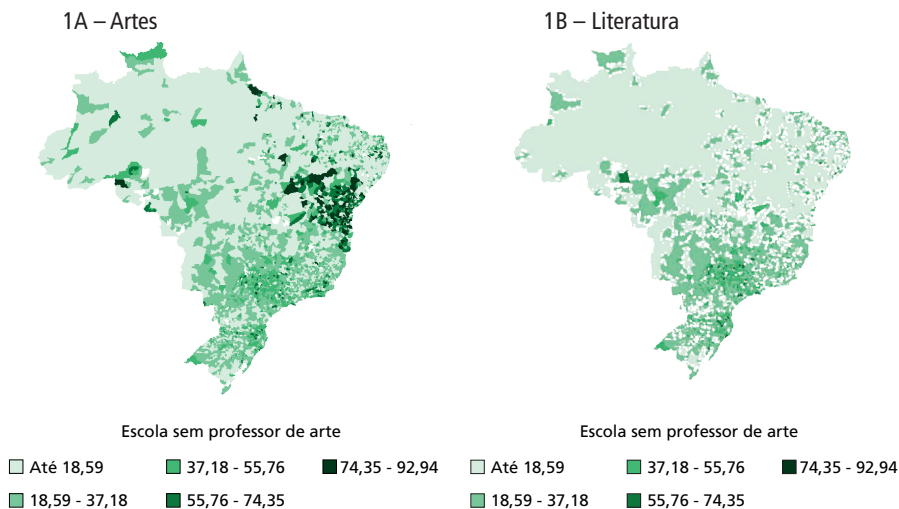 1A – Artes
1B – Literatura
Escola sem professor de arte
Até 18,59
37,18 - 55,76
74,35 - 92,94
18,59 - 37,18
55,76 - 74,35
Escola sem professor de arte
Até 18,59
37,18 - 55,76
74,35 - 92,94
18,59 - 37,18
55,76 - 74,35